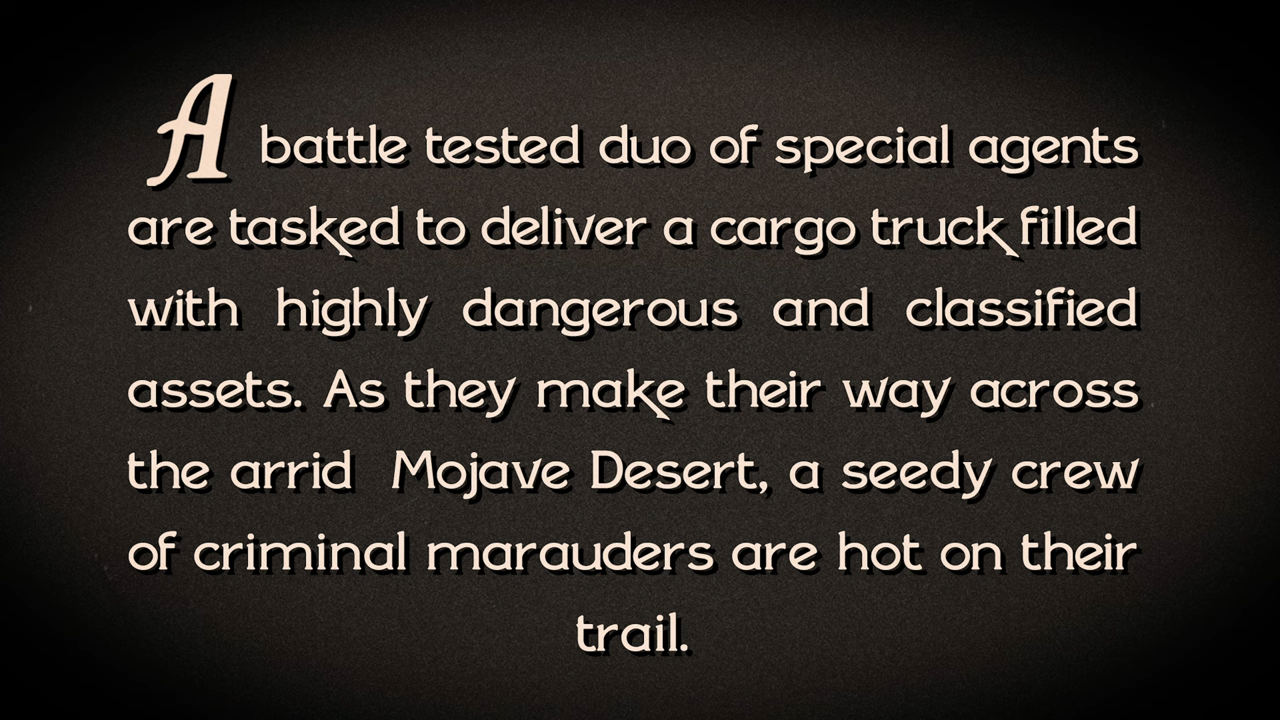 A battle tested duo of special agents
are tasked to deliver a cargo truck filled
with highly dangerous and classified
assets. As they make their way across
the arrid Mojave Desert, a seedy crew
of criminal marauders are hot on their
trail.